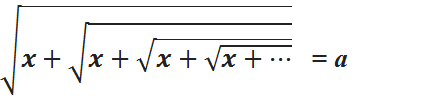 √(x + √(x + √(x + √(x + ⋯)))) = a